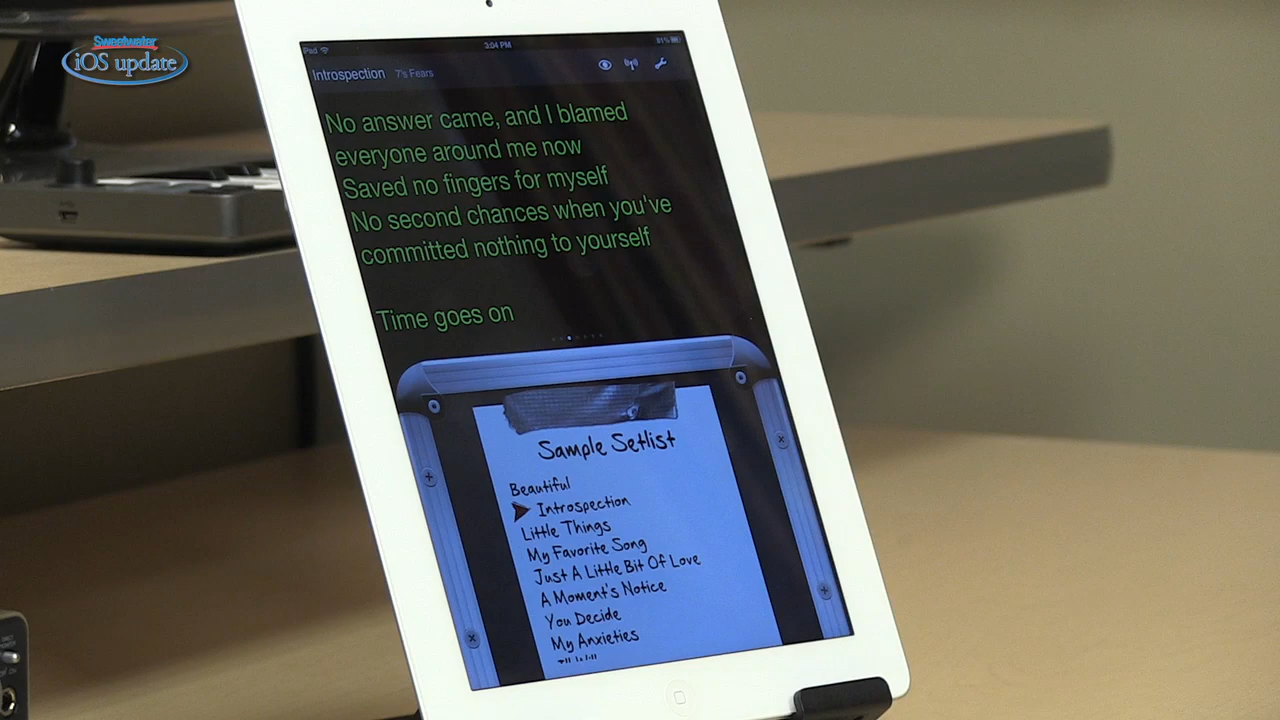 Sweetwater
iOS update
iPad 3:04 PM 81%
Introspection 7's Fears
No answer came, and I blamed
everyone around me now
Saved no fingers for myself
No second chances when you've
committed nothing to yourself
Time goes on
Sample Setlist
Beautiful
Introspection
Little Things
My Favorite Song
Just A Little Bit Of Love
A Moment's Notice
You Decide
My Anxieties